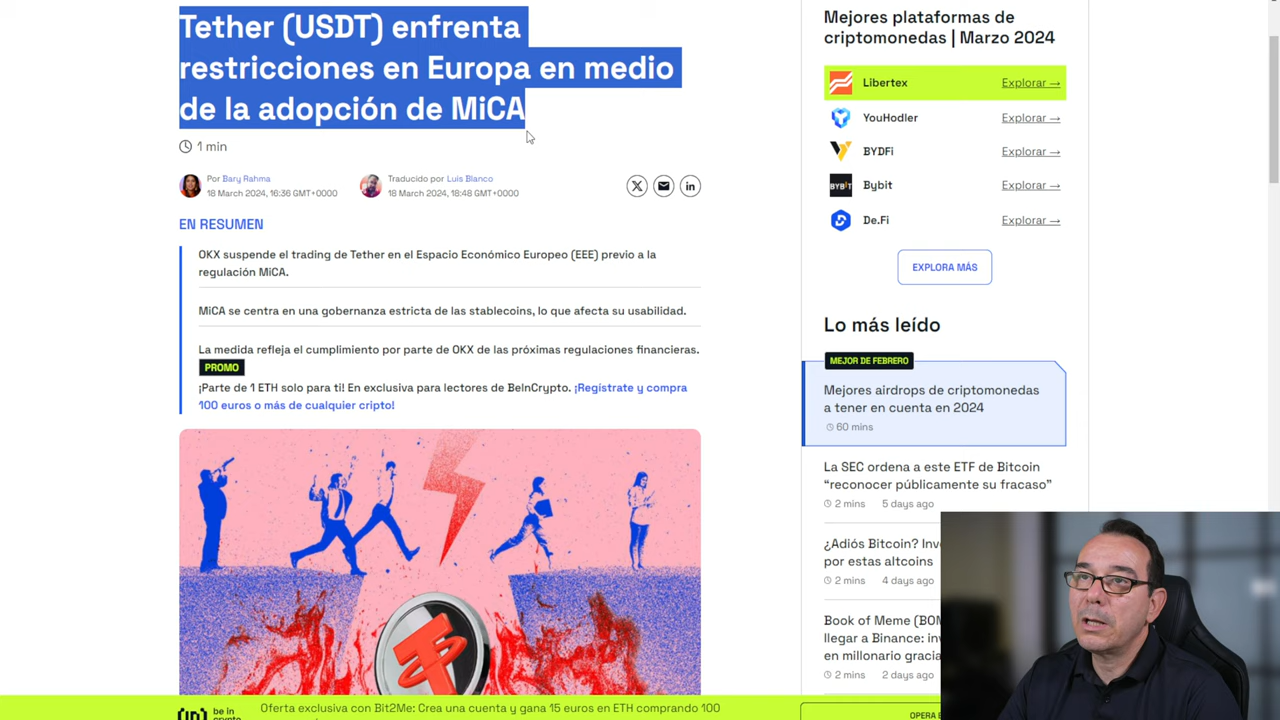 Tether (USDT) enfrenta
restricciones en Europa en medio
de la adopción de MiCA
1 min
Por Bary Rahma
18 March 2024, 16:36 GMT+0000
Traducido por Luis Blanco
18 March 2024, 18:48 GMT+0000
EN RESUMEN
OKX suspende el trading de Tether en el Espacio Económico Europeo (EEE) previo a la
regulación MiCA.
MiCA se centra en una gobernanza estricta de las stablecoins, lo que afecta su usabilidad.
La medida refleja el cumplimiento por parte de OKX de las próximas regulaciones financieras.
PROMO
¡Parte de 1 ETH solo para ti! En exclusiva para lectores de BeInCrypto. ¡Regístrate y compra
100 euros o más de cualquier cripto!
Mejores plataformas de
criptomonedas | Marzo 2024
Libertex Explorar →
YouHodler Explorar →
BYDFi Explorar →
BYBIT Bybit Explorar →
De.Fi Explorar →
EXPLORA MÁS
Lo más leído
MEJOR DE FEBRERO
Mejores airdrops de criptomonedas
a tener en cuenta en 2024
60 mins
La SEC ordena a este ETF de Bitcoin
“reconocer públicamente su fracaso”
2 mins 5 days ago
¿Adiós Bitcoin?
por estas altcoins
2 mins 4 days ago
Book of Meme
llegar a Binance:
en millonario
2 mins 2 days ago
be in
crypto
Oferta exclusiva con Bit2Me: Crea una cuenta y gana 15 euros en ETH comprando 100
OPERA